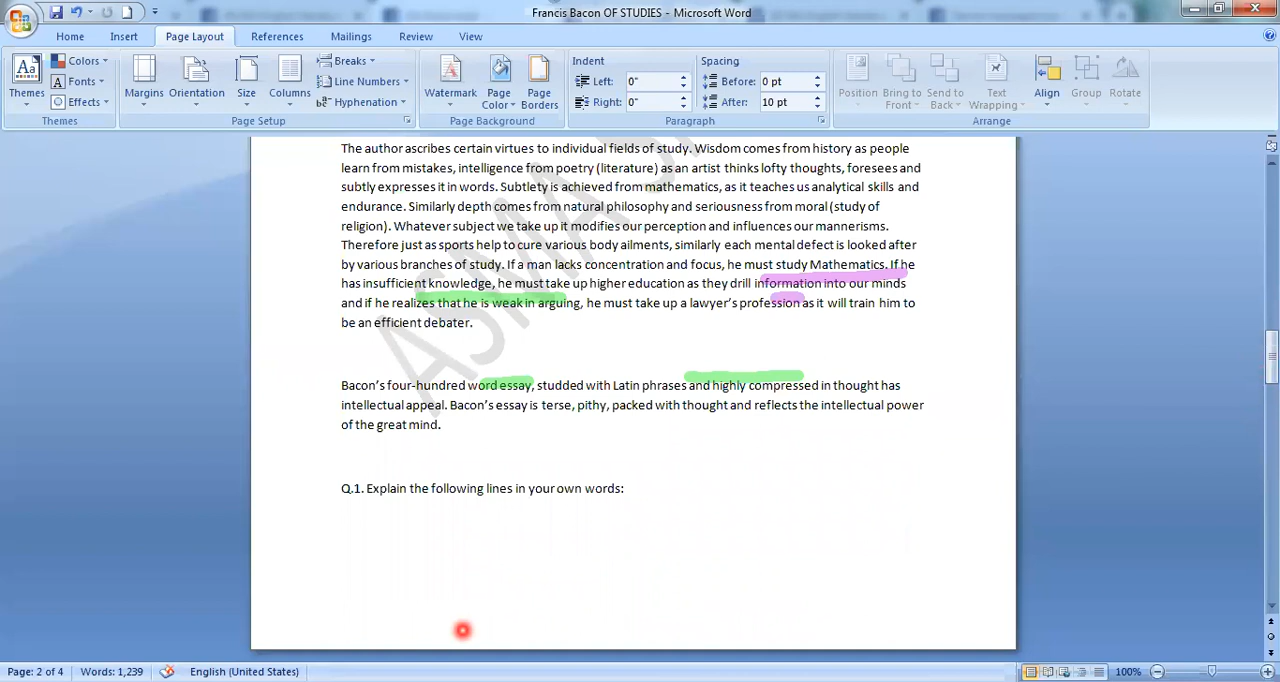 Francis Bacon OF STUDIES - Microsoft Word
Home Insert Page Layout References Mailings Review View
Themes Colors Fonts Effects Themes
Margins Orientation Size Columns Breaks Line Numbers Hyphenation Page Setup
Watermark Page Color Page Borders Page Background
Indent Left: 0" Right: 0" Spacing Before: 0 pt After: 10 pt Paragraph
Position Bring to Front Send to Back Text Wrapping Align Group Rotate Arrange
The author ascribes certain virtues to individual fields of study. Wisdom comes from history as people
learn from mistakes, intelligence from poetry (literature) as an artist thinks lofty thoughts, foresees and
subtly expresses it in words. Subtlety is achieved from mathematics, as it teaches us analytical skills and
endurance. Similarly depth comes from natural philosophy and seriousness from moral (study of
religion). Whatever subject we take up it modifies our perception and influences our mannerisms.
Therefore just as sports help to cure various body ailments, similarly each mental defect is looked after
by various branches of study. If a man lacks concentration and focus, he must study Mathematics. If he
has insufficient knowledge, he must take up higher education as they drill information into our minds
and if he realizes that he is weak in arguing, he must take up a lawyer's profession as it will train him to
be an efficient debater.
Bacon's four-hundred word essay, studded with Latin phrases and highly compressed in thought has
intellectual appeal. Bacon's essay is terse, pithy, packed with thought and reflects the intellectual power
of the great mind.
Q.1. Explain the following lines in your own words:
ASMA S
Page: 2 of 4 Words: 1,239 English (United States) 100%